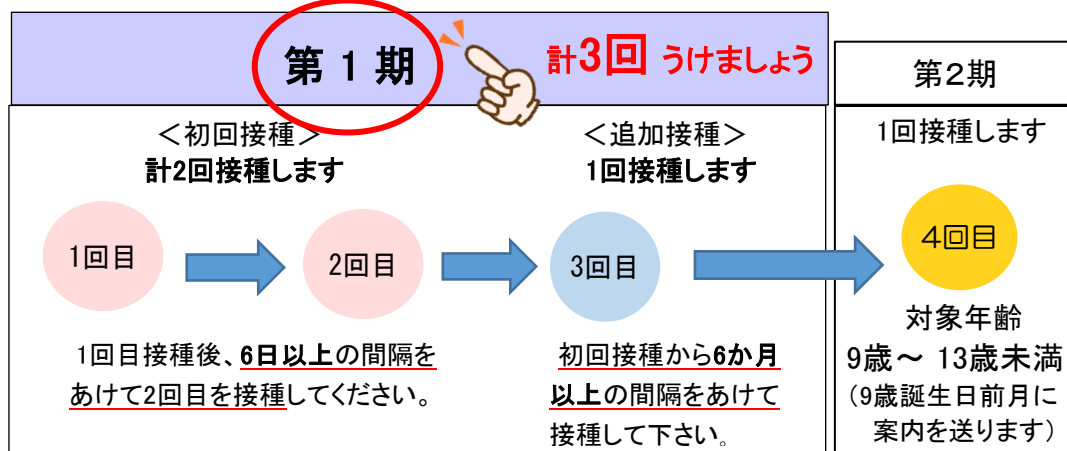 第1期
計3回 うけましょう
＜初回接種＞
計2回接種します
1回目
2回目
1回目接種後、6日以上の間隔を
あけて2回目を接種してください。
＜追加接種＞
1回接種します
3回目
初回接種から6か月
以上の間隔をあけて
接種して下さい。
第2期
1回接種します
4回目
対象年齢
9歳～ 13歳未満
（9歳誕生日前月に
案内を送ります）